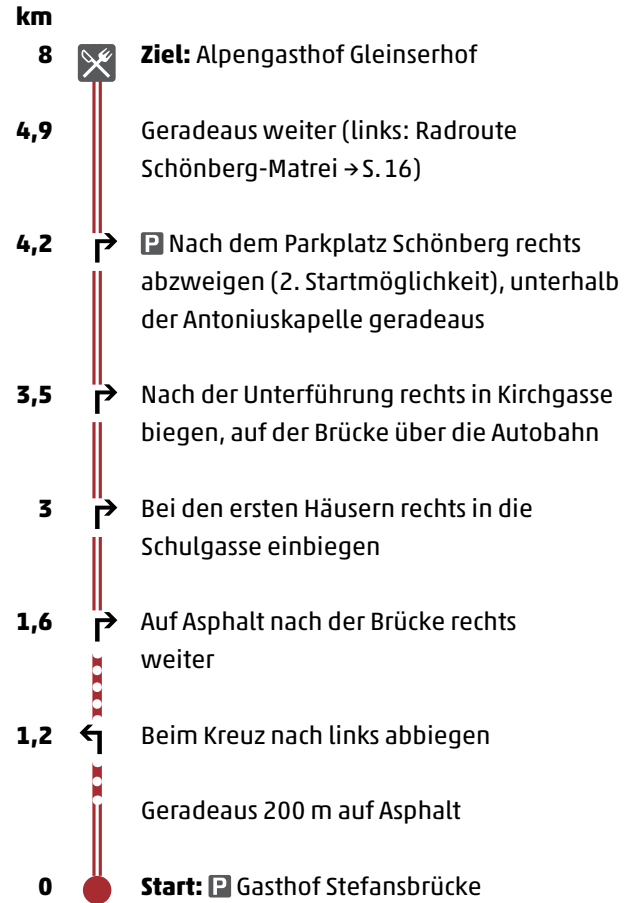 km
8 Ziel: Alpengasthof Gleinserhof
4,9 Geradeaus weiter (links: Radroute
Schönberg-Matrei → S. 16)
4,2 P Nach dem Parkplatz Schönberg rechts
abzweigen (2. Startmöglichkeit), unterhalb
der Antoniuskapelle geradeaus
3,5 Nach der Unterführung rechts in Kirchgasse
biegen, auf der Brücke über die Autobahn
3 Bei den ersten Häusern rechts in die
Schulgasse einbiegen
1,6 Auf Asphalt nach der Brücke rechts
weiter
1,2 Beim Kreuz nach links abbiegen
Geradeaus 200 m auf Asphalt
0 Start: P Gasthof Stefansbrücke